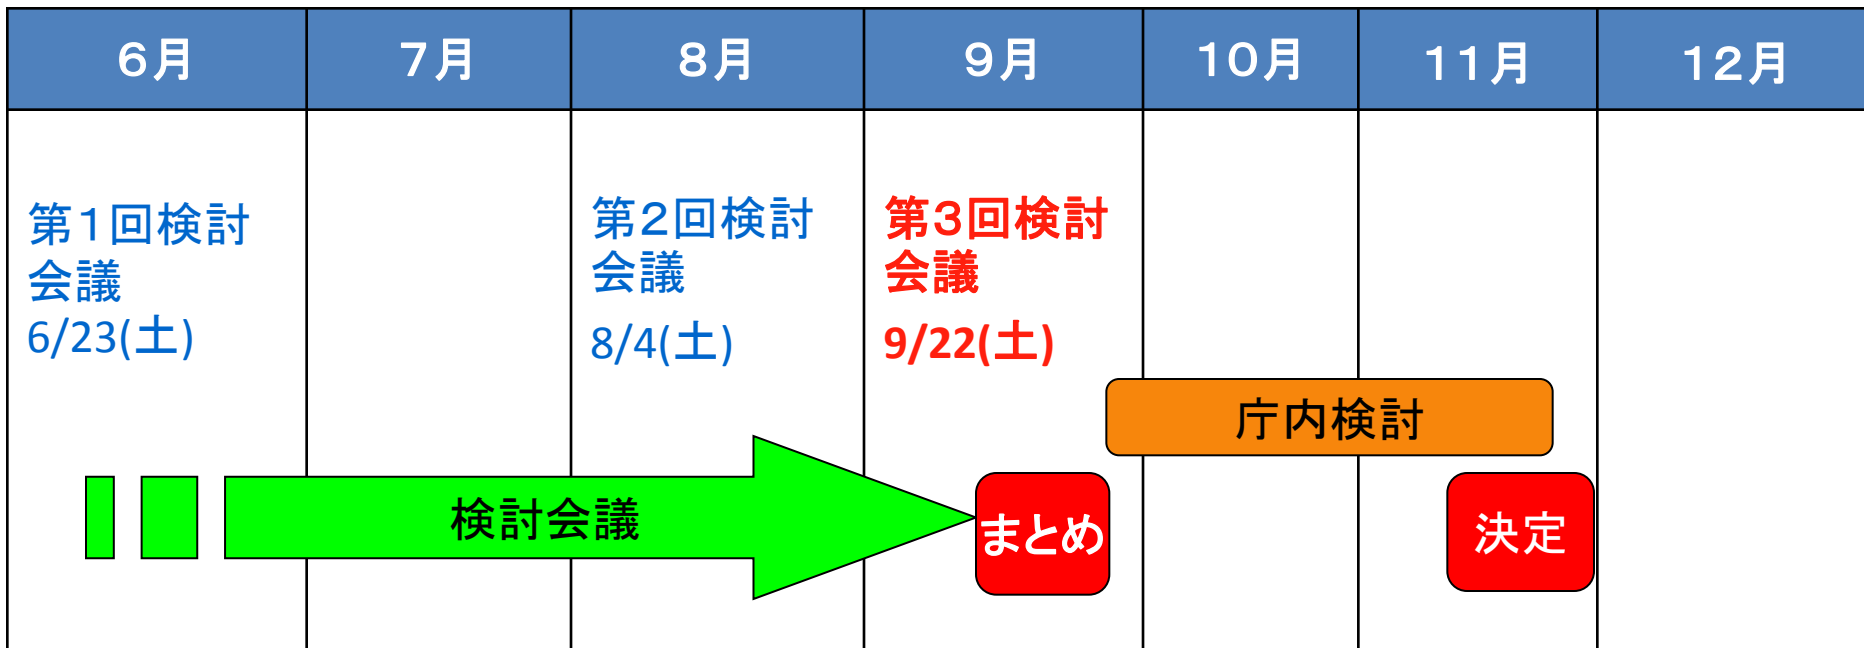 6月
7月
8月
9月
10月
11月
12月
第1回検討
会議
6/23(土)
第2回検討
会議
8/4(土)
第3回検討
会議
9/22(土)
庁内検討
検討会議
まとめ
決定